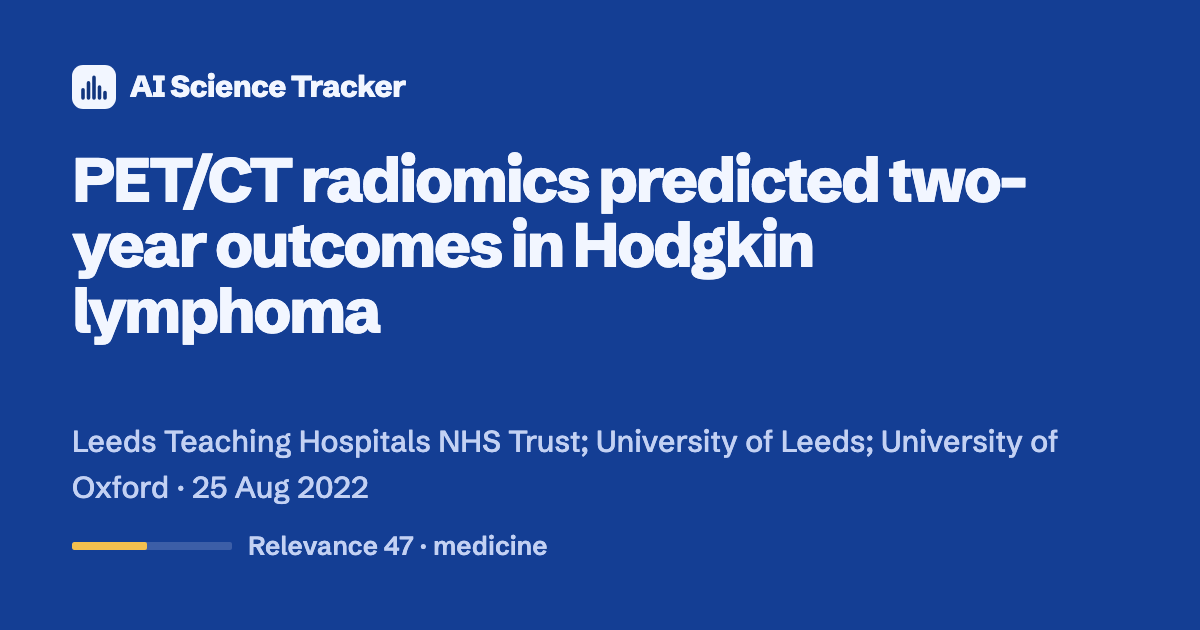 AI Science Tracker
PET/CT radiomics predicted two-
year outcomes in Hodgkin
lymphoma
Leeds Teaching Hospitals NHS Trust; University of Leeds; University of
Oxford · 25 Aug 2022
Relevance 47 · medicine